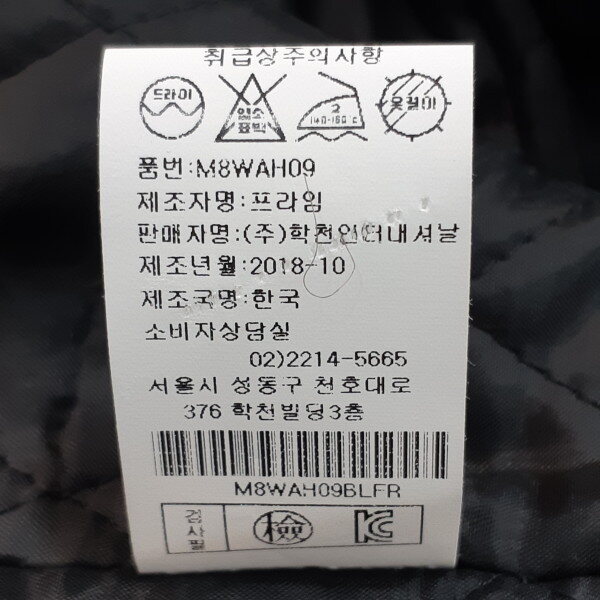 취급상주의사항
드라이 염소표백 2 140-160℃ 옷걸이
품번:M8WAH09
제조자명:프라임
판매자명:(주)학천인터내셔날
제조년월:2018-10
제조국명:한국
소비자상담실
02)2214-5665
서울시 성동구 천호대로
376 학천빌딩3층
M8WAH09BLFR
검사필 檢 KC